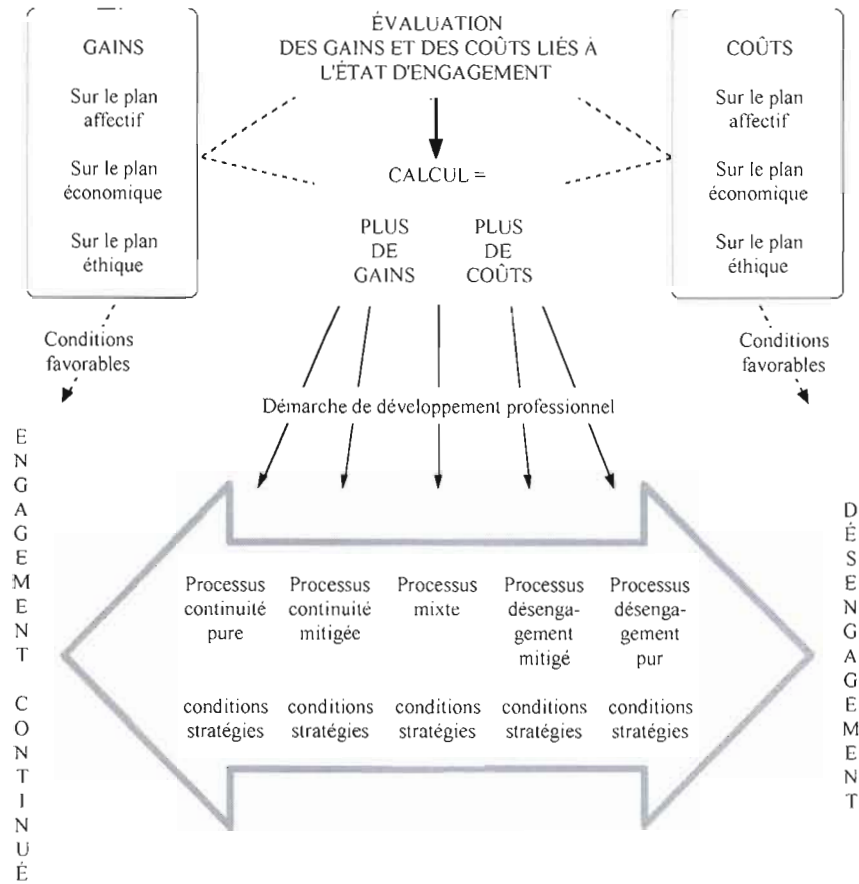 ÉVALUATION
DES GAINS ET DES COÛTS LIÉS À
L'ÉTAT D'ENGAGEMENT
GAINS
Sur le plan
affectif
Sur le plan
économique
Sur le plan
éthique
COÛTS
Sur le plan
affectif
Sur le plan
économique
Sur le plan
éthique
CALCUL =
PLUS
DE
GAINS
PLUS
DE
COÛTS
Conditions
favorables
Conditions
favorables
Démarche de développement professionnel
ENGAGEMENT CONTINUÉ
DÉSENGAGEMENT
Processus
continuité
pure
Processus
continuité
mitigée
Processus
mixte
Processus
désenga-
gement
mitigé
Processus
désenga-
gement
pur
conditions
stratégies
conditions
stratégies
conditions
stratégies
conditions
stratégies
conditions
stratégies